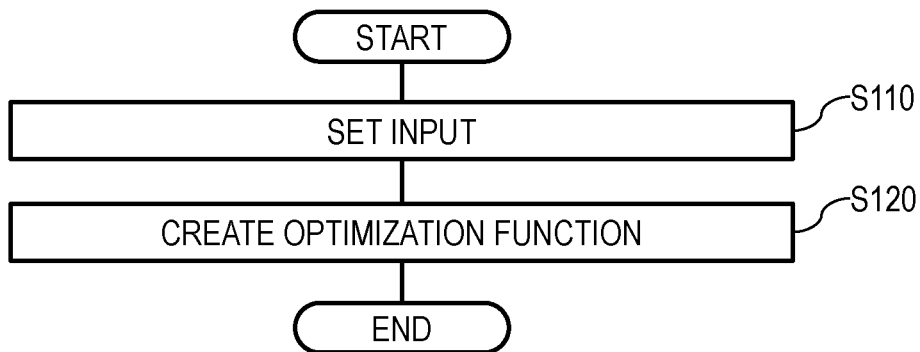 START
SET INPUT
S110
CREATE OPTIMIZATION FUNCTION
S120
END